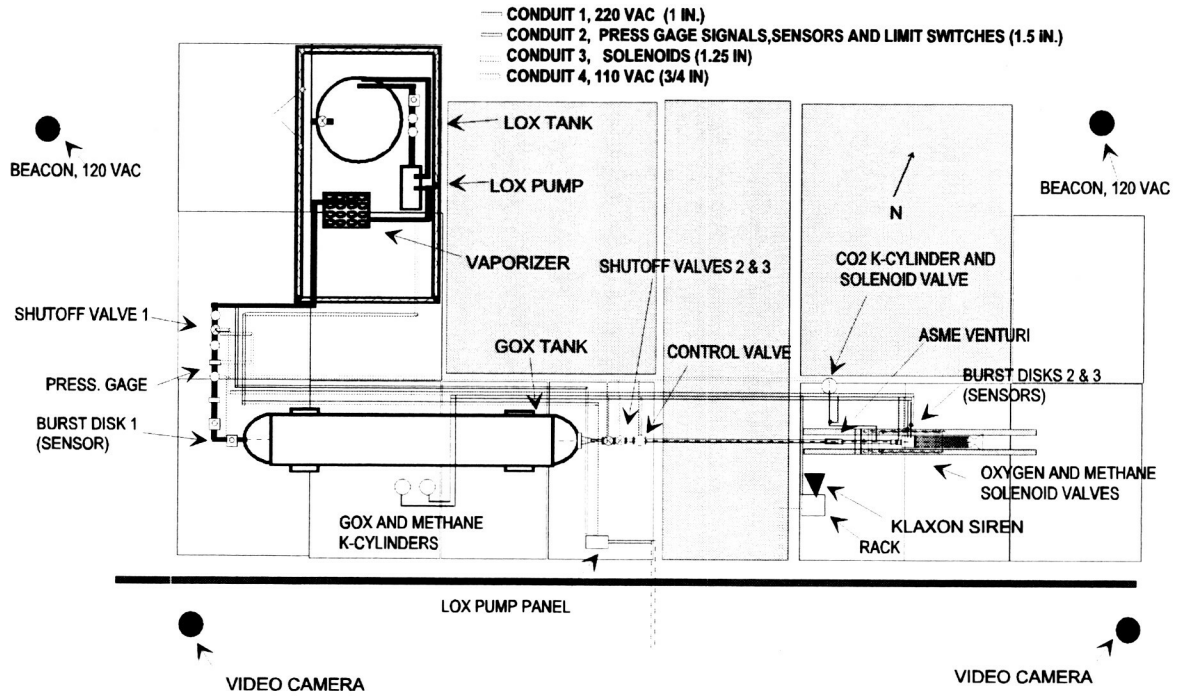 CONDUIT 1, 220 VAC (1 IN.)
CONDUIT 2, PRESS GAGE SIGNALS,SENSORS AND LIMIT SWITCHES (1.5 IN.)
CONDUIT 3, SOLENOIDS (1.25 IN)
CONDUIT 4, 110 VAC (3/4 IN)
LOX TANK
BEACON, 120 VAC
LOX PUMP
BEACON, 120 VAC
N
VAPORIZER
SHUTOFF VALVES 2 & 3
CO2 K-CYLINDER AND
SOLENOID VALVE
SHUTOFF VALVE 1
GOX TANK
CONTROL VALVE
ASME VENTURI
PRESS. GAGE
BURST DISKS 2 & 3
(SENSORS)
BURST DISK 1
(SENSOR)
OXYGEN AND METHANE
SOLENOID VALVES
GOX AND METHANE
K-CYLINDERS
KLAXON SIREN
RACK
LOX PUMP PANEL
VIDEO CAMERA
VIDEO CAMERA